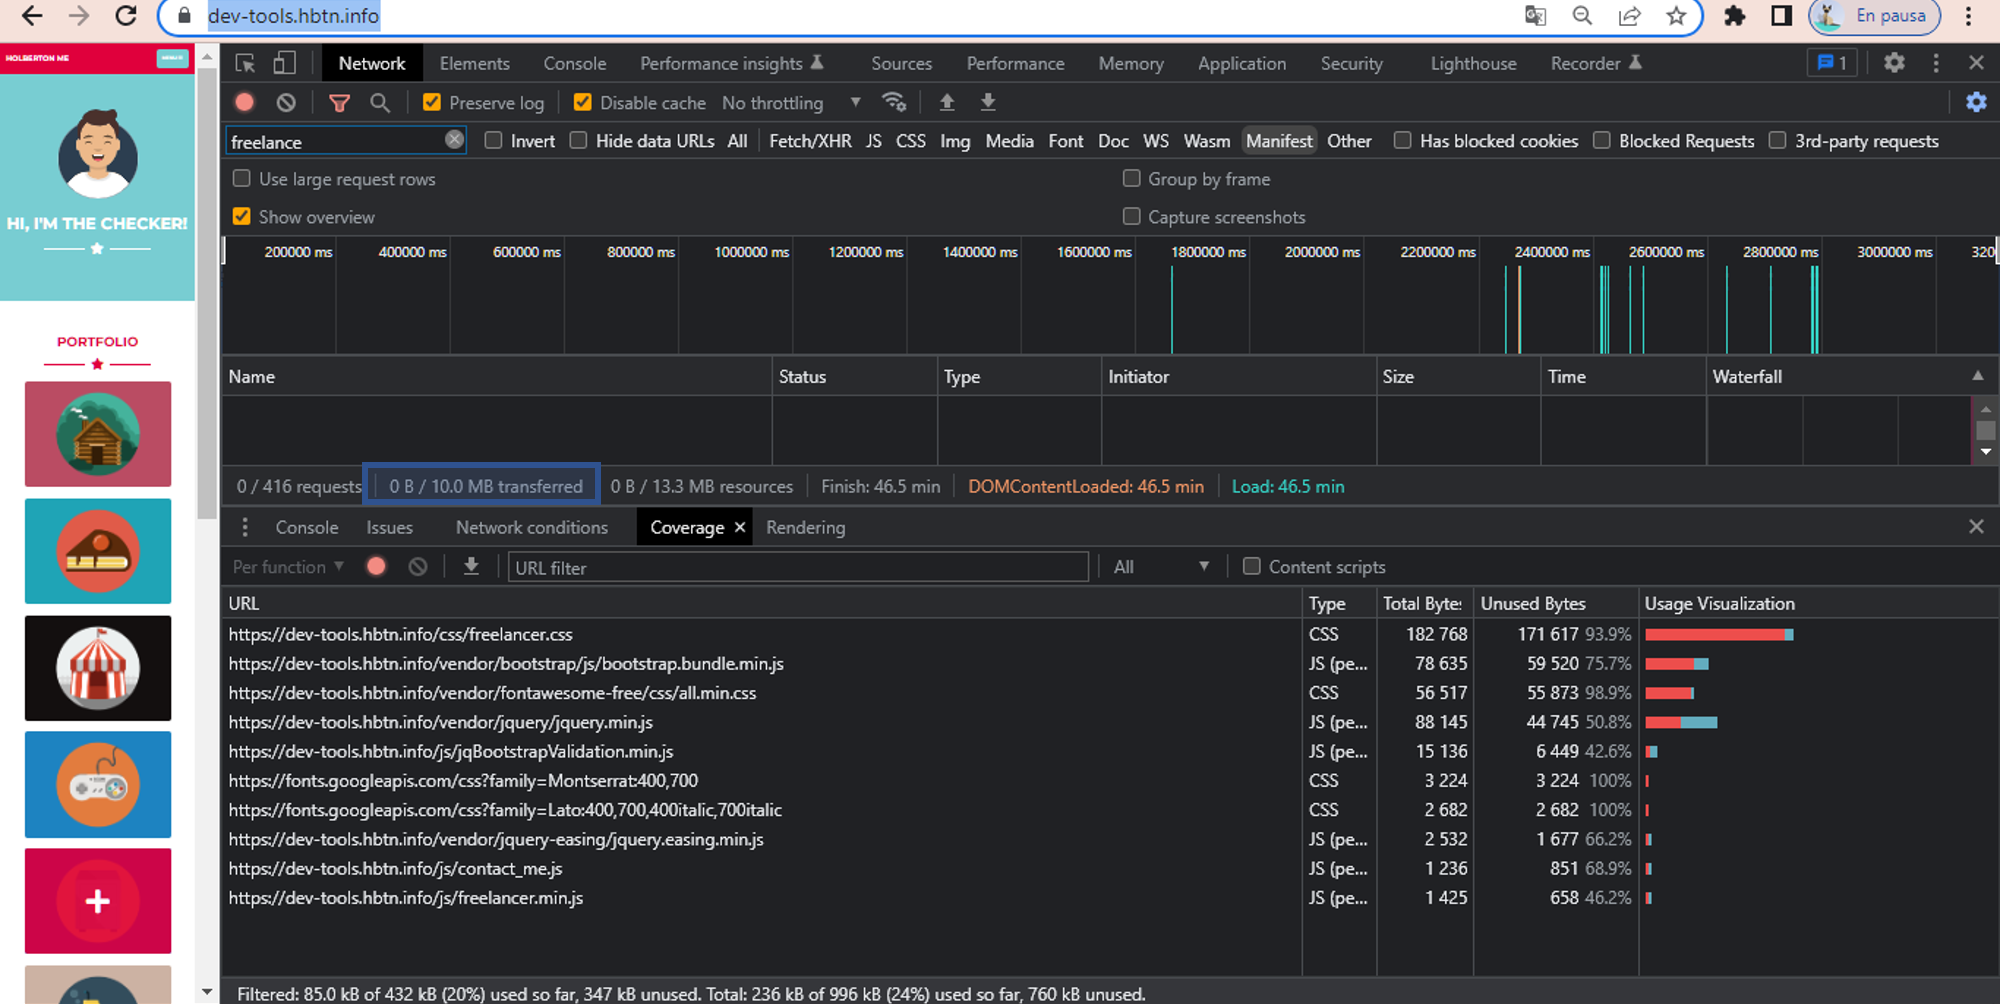 dev-tools.hbtn.info
En pausa
HOLBERTON ME
HI, I'M THE CHECKER!
PORTFOLIO
Network Elements Console Performance insights Sources Performance Memory Application Security Lighthouse Recorder 1
Preserve log Disable cache No throttling
freelance Invert Hide data URLs All Fetch/XHR JS CSS Img Media Font Doc WS Wasm Manifest Other Has blocked cookies Blocked Requests 3rd-party requests
Use large request rows Group by frame
Show overview Capture screenshots
200000 ms 400000 ms 600000 ms 800000 ms 1000000 ms 1200000 ms 1400000 ms 1600000 ms 1800000 ms 2000000 ms 2200000 ms 2400000 ms 2600000 ms 2800000 ms 3000000 ms 320
Name Status Type Initiator Size Time Waterfall
0 / 416 requests 0 B / 10.0 MB transferred 0 B / 13.3 MB resources Finish: 46.5 min DOMContentLoaded: 46.5 min Load: 46.5 min
Console Issues Network conditions Coverage Rendering
Per function URL filter All Content scripts
URL Type Total Bytes Unused Bytes Usage Visualization
https://dev-tools.hbtn.info/css/freelancer.css CSS 182 768 171 617 93.9%
https://dev-tools.hbtn.info/vendor/bootstrap/js/bootstrap.bundle.min.js JS (pe... 78 635 59 520 75.7%
https://dev-tools.hbtn.info/vendor/fontawesome-free/css/all.min.css CSS 56 517 55 873 98.9%
https://dev-tools.hbtn.info/vendor/jquery/jquery.min.js JS (pe... 88 145 44 745 50.8%
https://dev-tools.hbtn.info/js/jqBootstrapValidation.min.js JS (pe... 15 136 6 449 42.6%
https://fonts.googleapis.com/css?family=Montserrat:400,700 CSS 3 224 3 224 100%
https://fonts.googleapis.com/css?family=Lato:400,700,400italic,700italic CSS 2 682 2 682 100%
https://dev-tools.hbtn.info/vendor/jquery-easing/jquery.easing.min.js JS (pe... 2 532 1 677 66.2%
https://dev-tools.hbtn.info/js/contact_me.js JS (pe... 1 236 851 68.9%
https://dev-tools.hbtn.info/js/freelancer.min.js JS (pe... 1 425 658 46.2%
Filtered: 85.0 kB of 432 kB (20%) used so far, 347 kB unused. Total: 236 kB of 996 kB (24%) used so far, 760 kB unused.